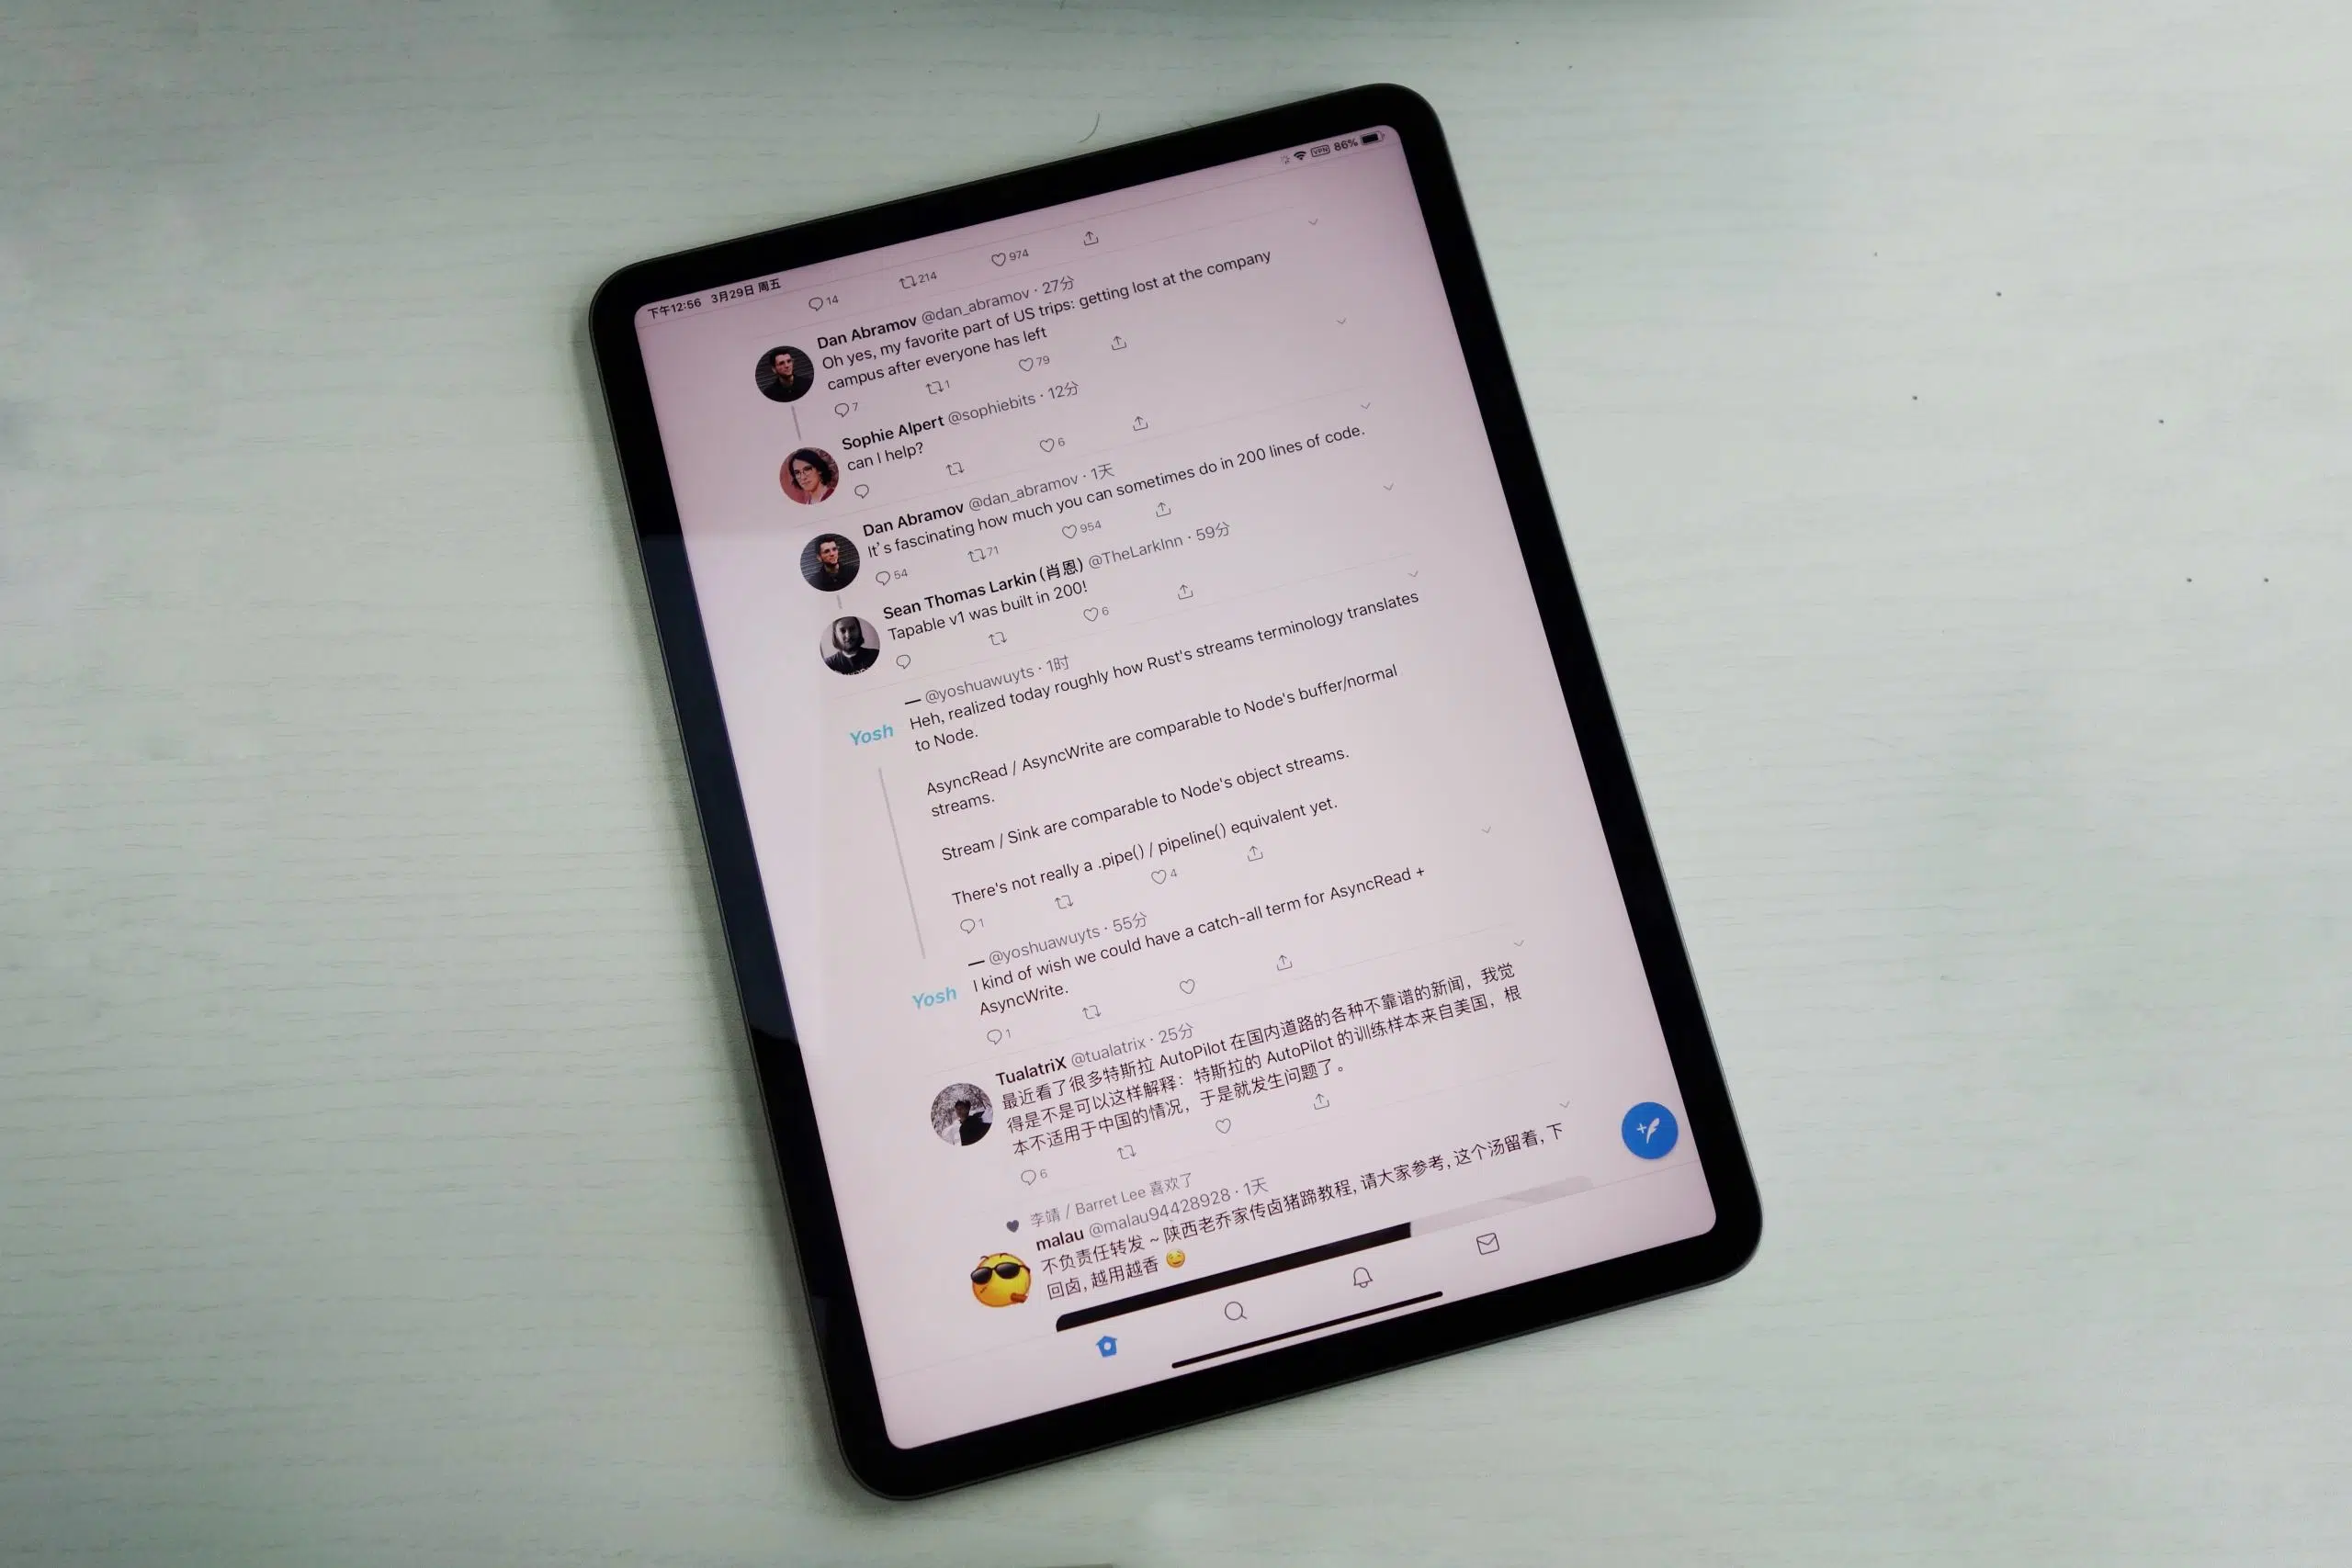 下午12:56 3月29日 周五
VPN 86%
14 214 974
Dan Abramov @dan_abramov · 27分
Oh yes, my favorite part of US trips: getting lost at the company
campus after everyone has left
7 1 79
Sophie Alpert @sophiebits · 12分
can I help?
6
Dan Abramov @dan_abramov · 1天
It's fascinating how much you can sometimes do in 200 lines of code.
54 71 954
Sean Thomas Larkin (肖恩) @TheLarkInn · 59分
Tapable v1 was built in 200!
6
Yosh
— @yoshuawuyts · 1时
Heh, realized today roughly how Rust's streams terminology translates
to Node.
AsyncRead / AsyncWrite are comparable to Node's buffer/normal
streams.
Stream / Sink are comparable to Node's object streams.
There's not really a .pipe() / pipeline() equivalent yet.
1 4
Yosh
— @yoshuawuyts · 55分
I kind of wish we could have a catch-all term for AsyncRead +
AsyncWrite.
1
TualatriX @tualatrix · 25分
最近看了很多特斯拉 AutoPilot 在国内道路的各种不靠谱的新闻，我觉
得是不是可以这样解释：特斯拉的 AutoPilot 的训练样本来自美国，根
本不适用于中国的情况，于是就发生问题了。
6
李靖 / Barret Lee 喜欢了
malau @malau94428928 · 1天
不负责任转发 ~ 陕西老乔家传卤猪蹄教程, 请大家参考, 这个汤留着, 下
回卤, 越用越香 😉